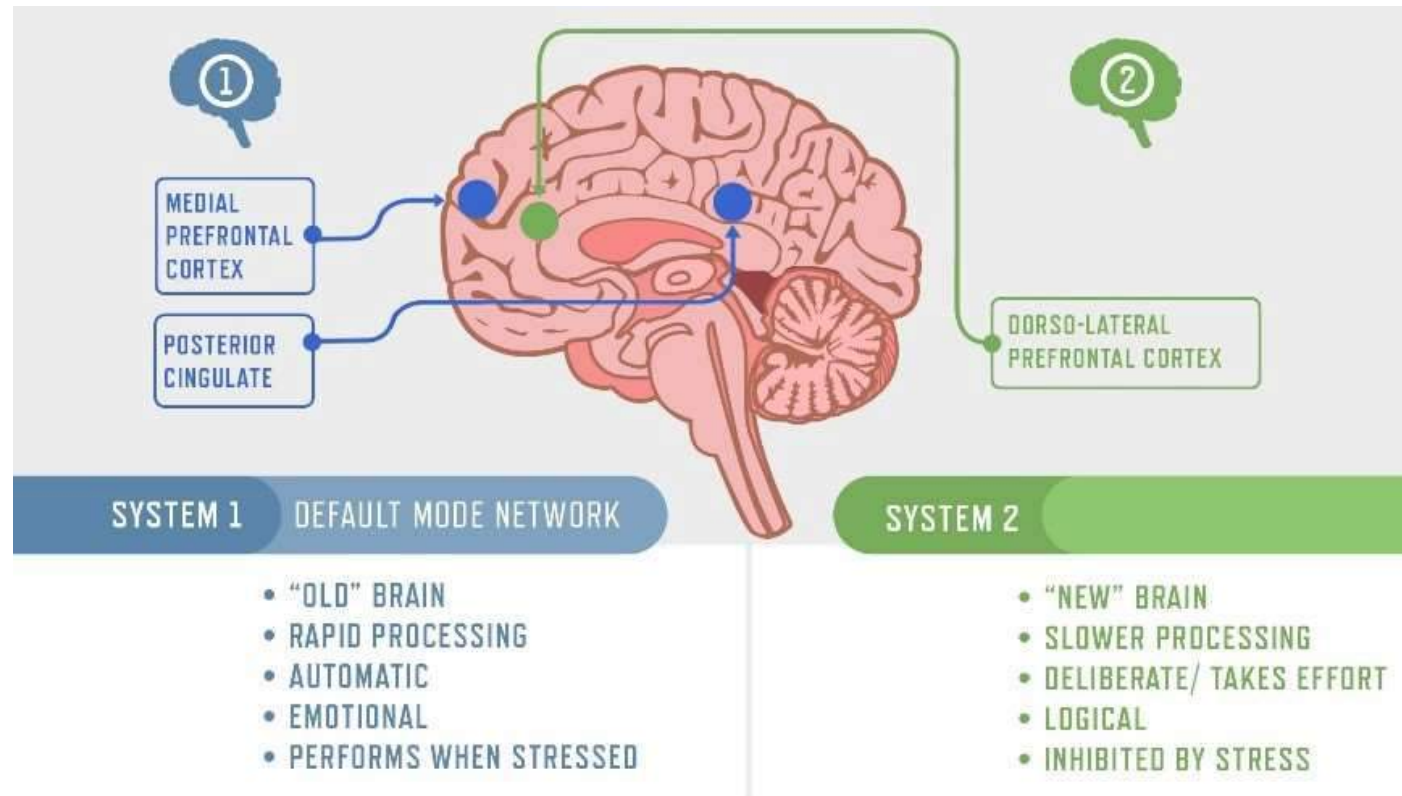 1
2
MEDIAL
PREFRONTAL
CORTEX
POSTERIOR
CINGULATE
DORSO-LATERAL
PREFRONTAL CORTEX
SYSTEM 1
DEFAULT MODE NETWORK
• “OLD” BRAIN
• RAPID PROCESSING
• AUTOMATIC
• EMOTIONAL
• PERFORMS WHEN STRESSED
SYSTEM 2
• “NEW” BRAIN
• SLOWER PROCESSING
• DELIBERATE/ TAKES EFFORT
• LOGICAL
• INHIBITED BY STRESS